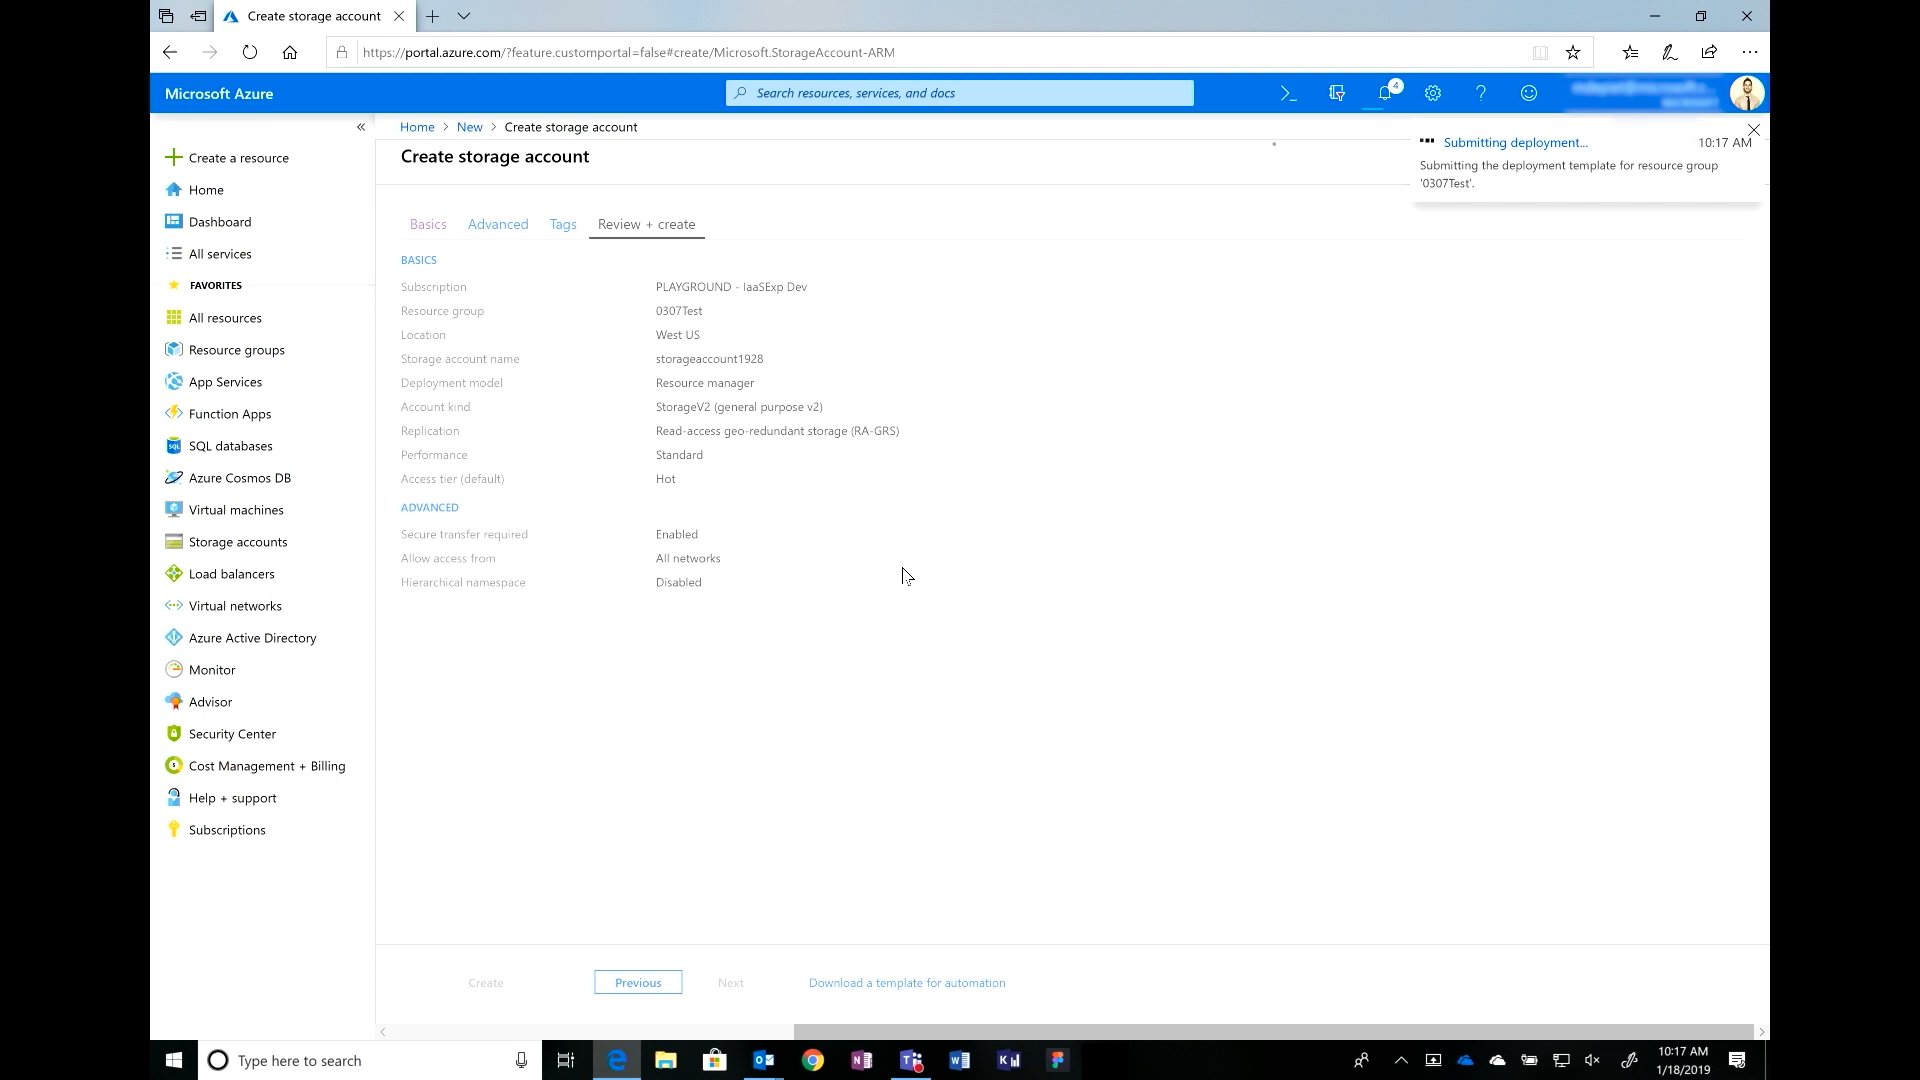 Create storage account
https://portal.azure.com/?feature.customportal=false#create/Microsoft.StorageAccount-ARM
Microsoft Azure
Search resources, services, and docs
4
Home > New > Create storage account
Create storage account
Submitting deployment... 10:17 AM
Submitting the deployment template for resource group
'0307Test'.
Create a resource
Home
Dashboard
All services
FAVORITES
All resources
Resource groups
App Services
Function Apps
SQL databases
Azure Cosmos DB
Virtual machines
Storage accounts
Load balancers
Virtual networks
Azure Active Directory
Monitor
Advisor
Security Center
Cost Management + Billing
Help + support
Subscriptions
Basics Advanced Tags Review + create
BASICS
Subscription PLAYGROUND - IaaSExp Dev
Resource group 0307Test
Location West US
Storage account name storageaccount1928
Deployment model Resource manager
Account kind StorageV2 (general purpose v2)
Replication Read-access geo-redundant storage (RA-GRS)
Performance Standard
Access tier (default) Hot
ADVANCED
Secure transfer required Enabled
Allow access from All networks
Hierarchical namespace Disabled
Create Previous Next Download a template for automation
Type here to search
10:17 AM
1/18/2019